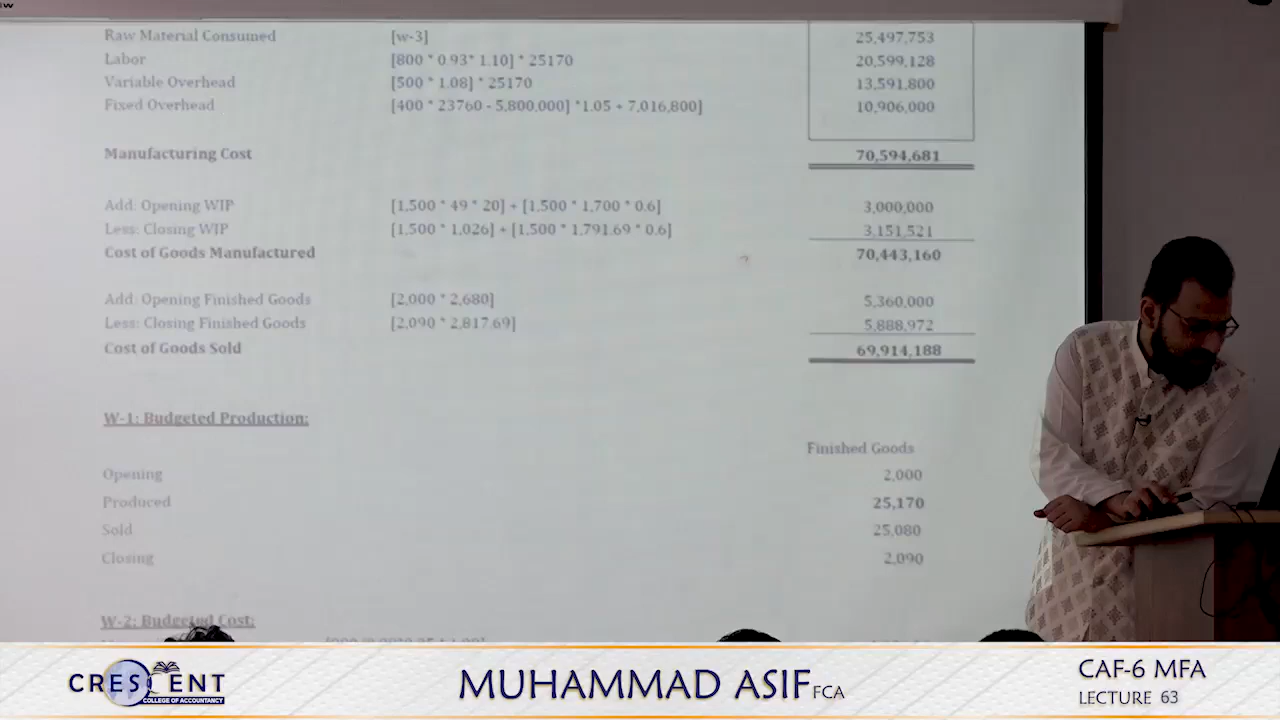 Raw Material Consumed [w-3] 25,497,753
Labor [800 * 0.93* 1.10] * 25170 20,599,128
Variable Overhead [500 * 1.08] * 25170 13,591,800
Fixed Overhead [400 * 23760 - 5,800,000] *1.05 + 7,016,800] 10,906,000
Manufacturing Cost 70,594,681
Add: Opening WIP [1,500 * 49 * 20] + [1,500 * 1,700 * 0.6] 3,000,000
Less: Closing WIP [1,500 * 1,026] + [1,500 * 1,791.69 * 0.6] 3,151,521
Cost of Goods Manufactured 70,443,160
Add: Opening Finished Goods [2,000 * 2,680] 5,360,000
Less: Closing Finished Goods [2,090 * 2,817.69] 5,888,972
Cost of Goods Sold 69,914,188
W-1: Budgeted Production:
Finished Goods
Opening 2,000
Produced 25,170
Sold 25,080
Closing 2,090
W-2: Budgeted Cost:
CRESCENT
COLLEGE OF ACCOUNTANCY
MUHAMMAD ASIF FCA
CAF-6 MFA
LECTURE 63